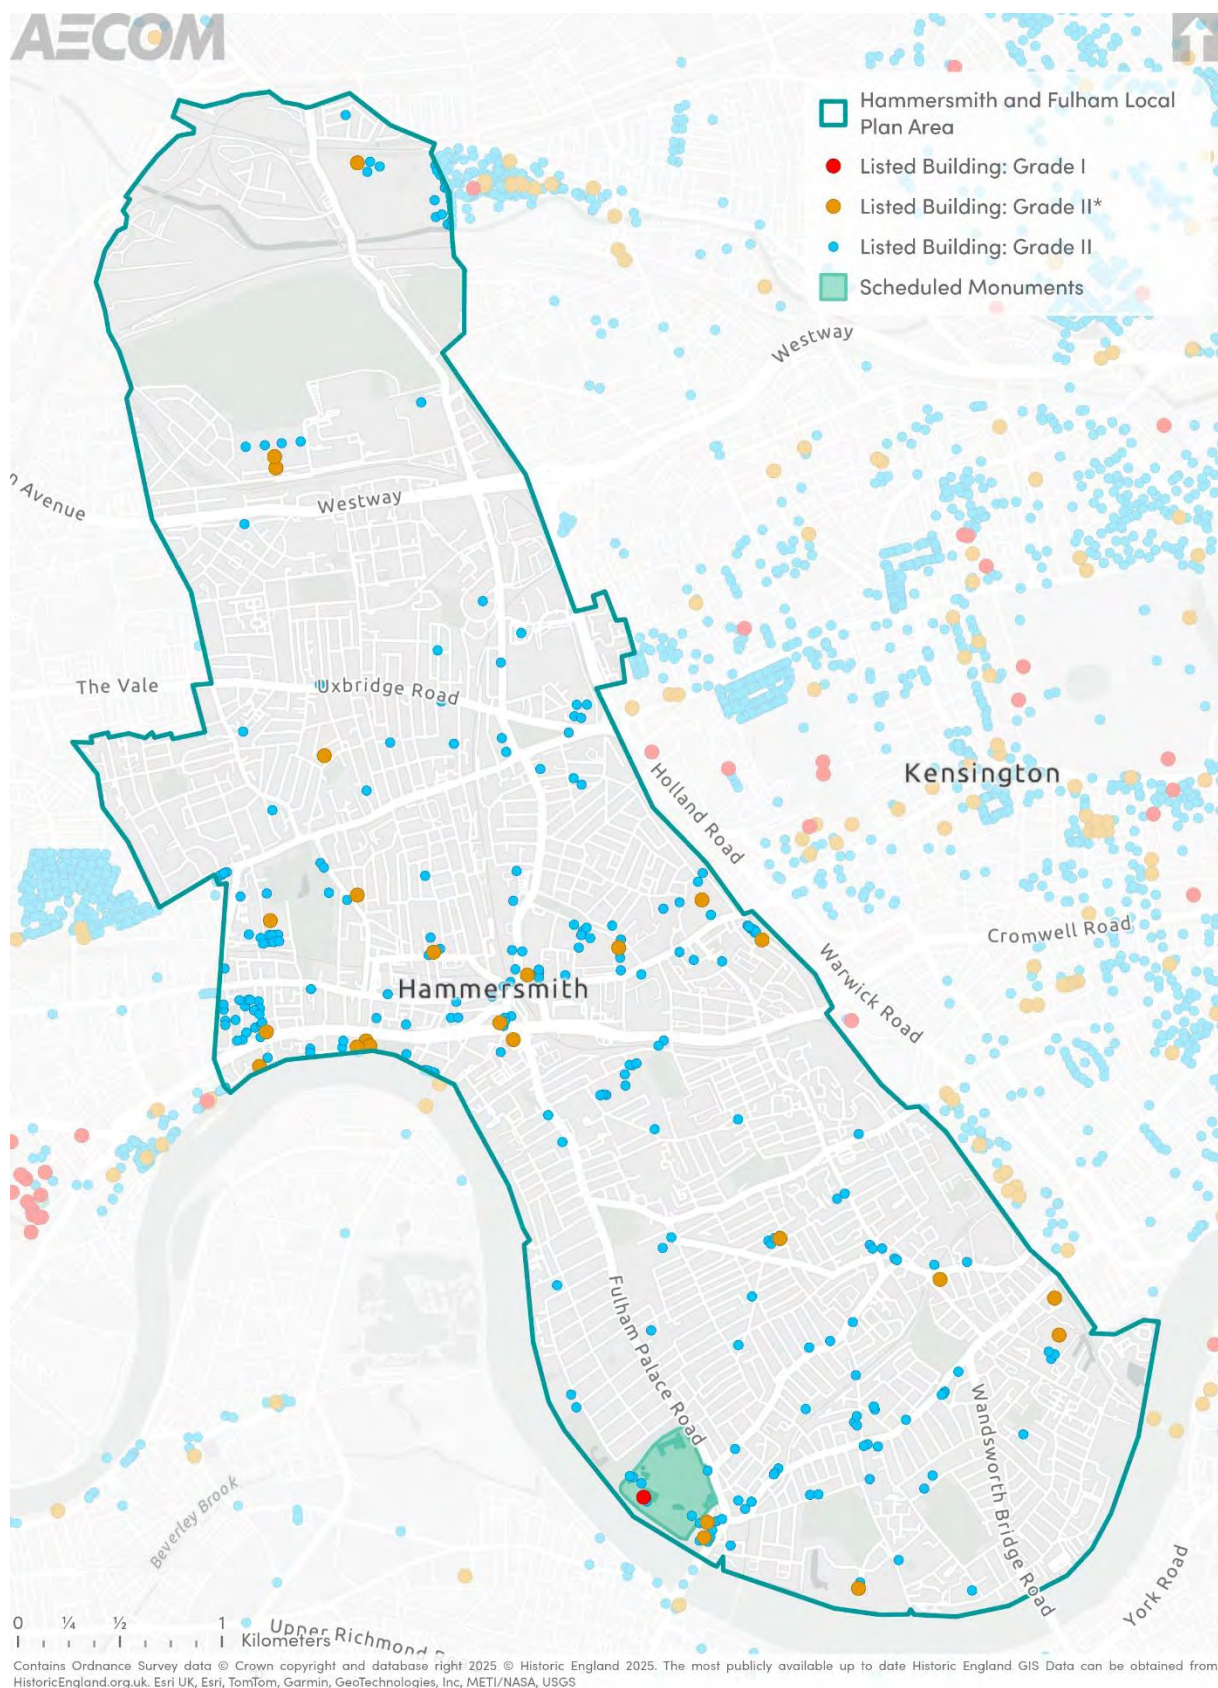 AECOM
Hammersmith and Fulham Local
Plan Area
Listed Building: Grade I
Listed Building: Grade II*
Listed Building: Grade II
Scheduled Monuments
Westway
n Avenue
Westway
The Vale
Uxbridge Road
Kensington
Holland Road
Cromwell Road
Warwick Road
Hammersmith
Fulham Palace Road
Wandsworth Bridge Road
Beverley Brook
York Road
0 ¼ ½ 1
Kilometers
Upper Richmond
Contains Ordnance Survey data © Crown copyright and database right 2025 © Historic England 2025. The most publicly available up to date Historic England GIS Data can be obtained from
HistoricEngland.org.uk. Esri UK, Esri, TomTom, Garmin, GeoTechnologies, Inc, METI/NASA, USGS